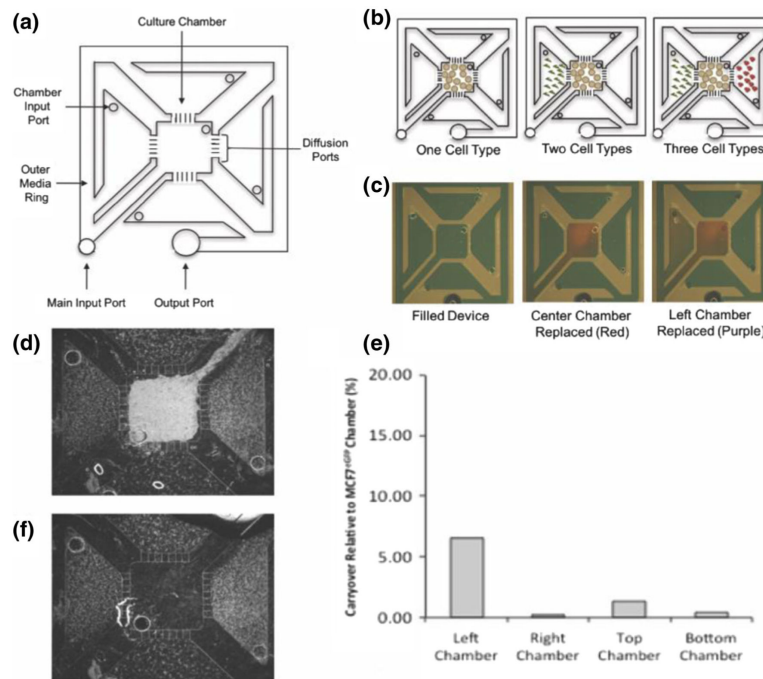 (a)
Culture Chamber
Chamber
Input
Port
Outer
Media
Ring
Diffusion
Ports
Main Input Port
Output Port
(b)
One Cell Type
Two Cell Types
Three Cell Types
(c)
Filled Device
Center Chamber
Replaced (Red)
Left Chamber
Replaced (Purple)
(d)
(f)
(e)
Carryover Relative to MCF7eGFP Chamber (%)
20.00
15.00
10.00
5.00
0.00
Left
Chamber
Right
Chamber
Top
Chamber
Bottom
Chamber